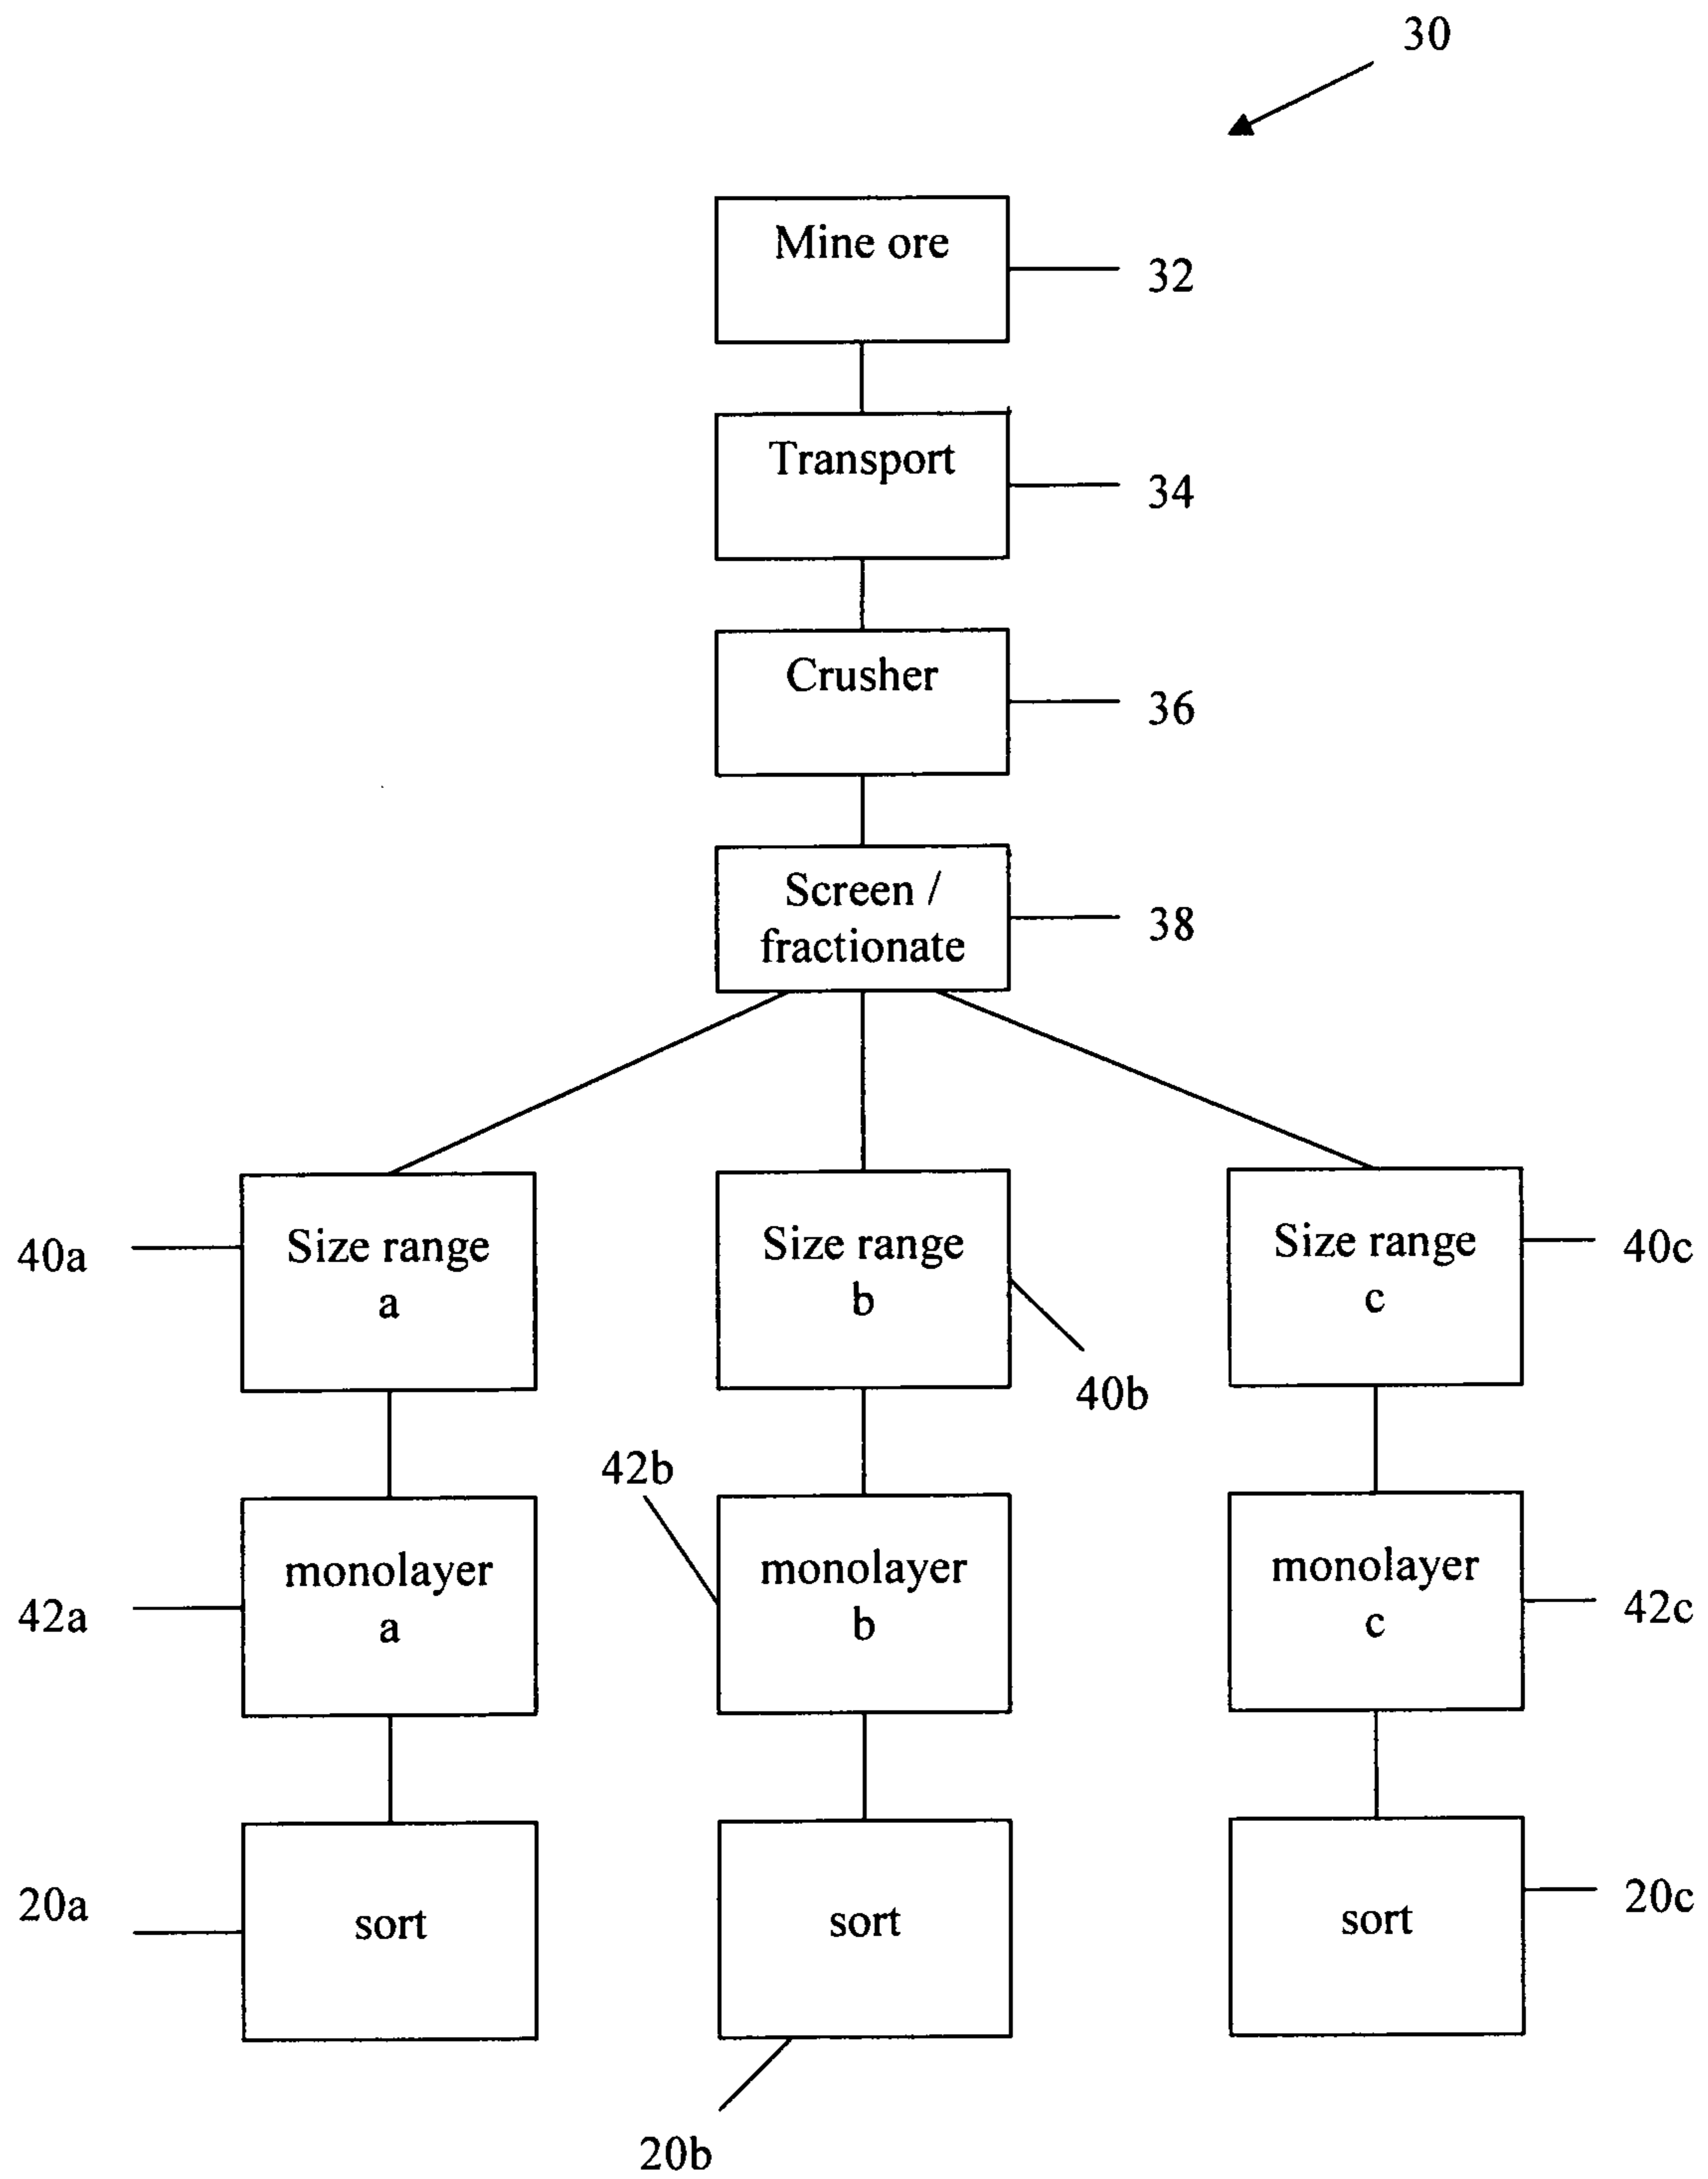 30
Mine ore
32
Transport
34
Crusher
36
Screen /
fractionate
38
40a
Size range
a
Size range
b
40b
Size range
c
40c
42a
monolayer
a
42b
monolayer
b
monolayer
c
42c
20a
sort
sort
20b
sort
20c